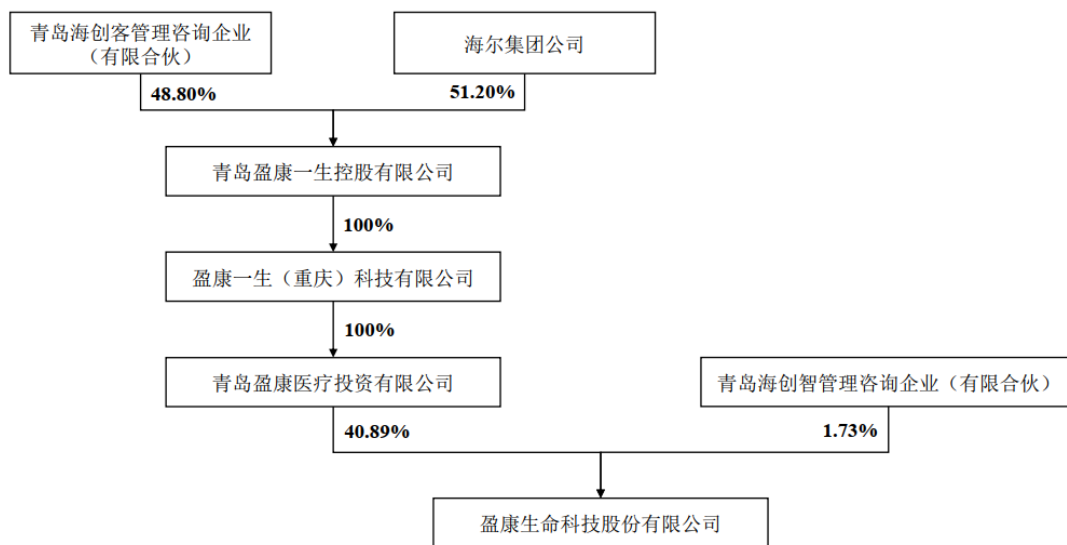 青岛海创客管理咨询企业
（有限合伙）
海尔集团公司
48.80%
51.20%
青岛盈康一生控股有限公司
100%
盈康一生（重庆）科技有限公司
100%
青岛盈康医疗投资有限公司
青岛海创智管理咨询企业（有限合伙）
40.89%
1.73%
盈康生命科技股份有限公司